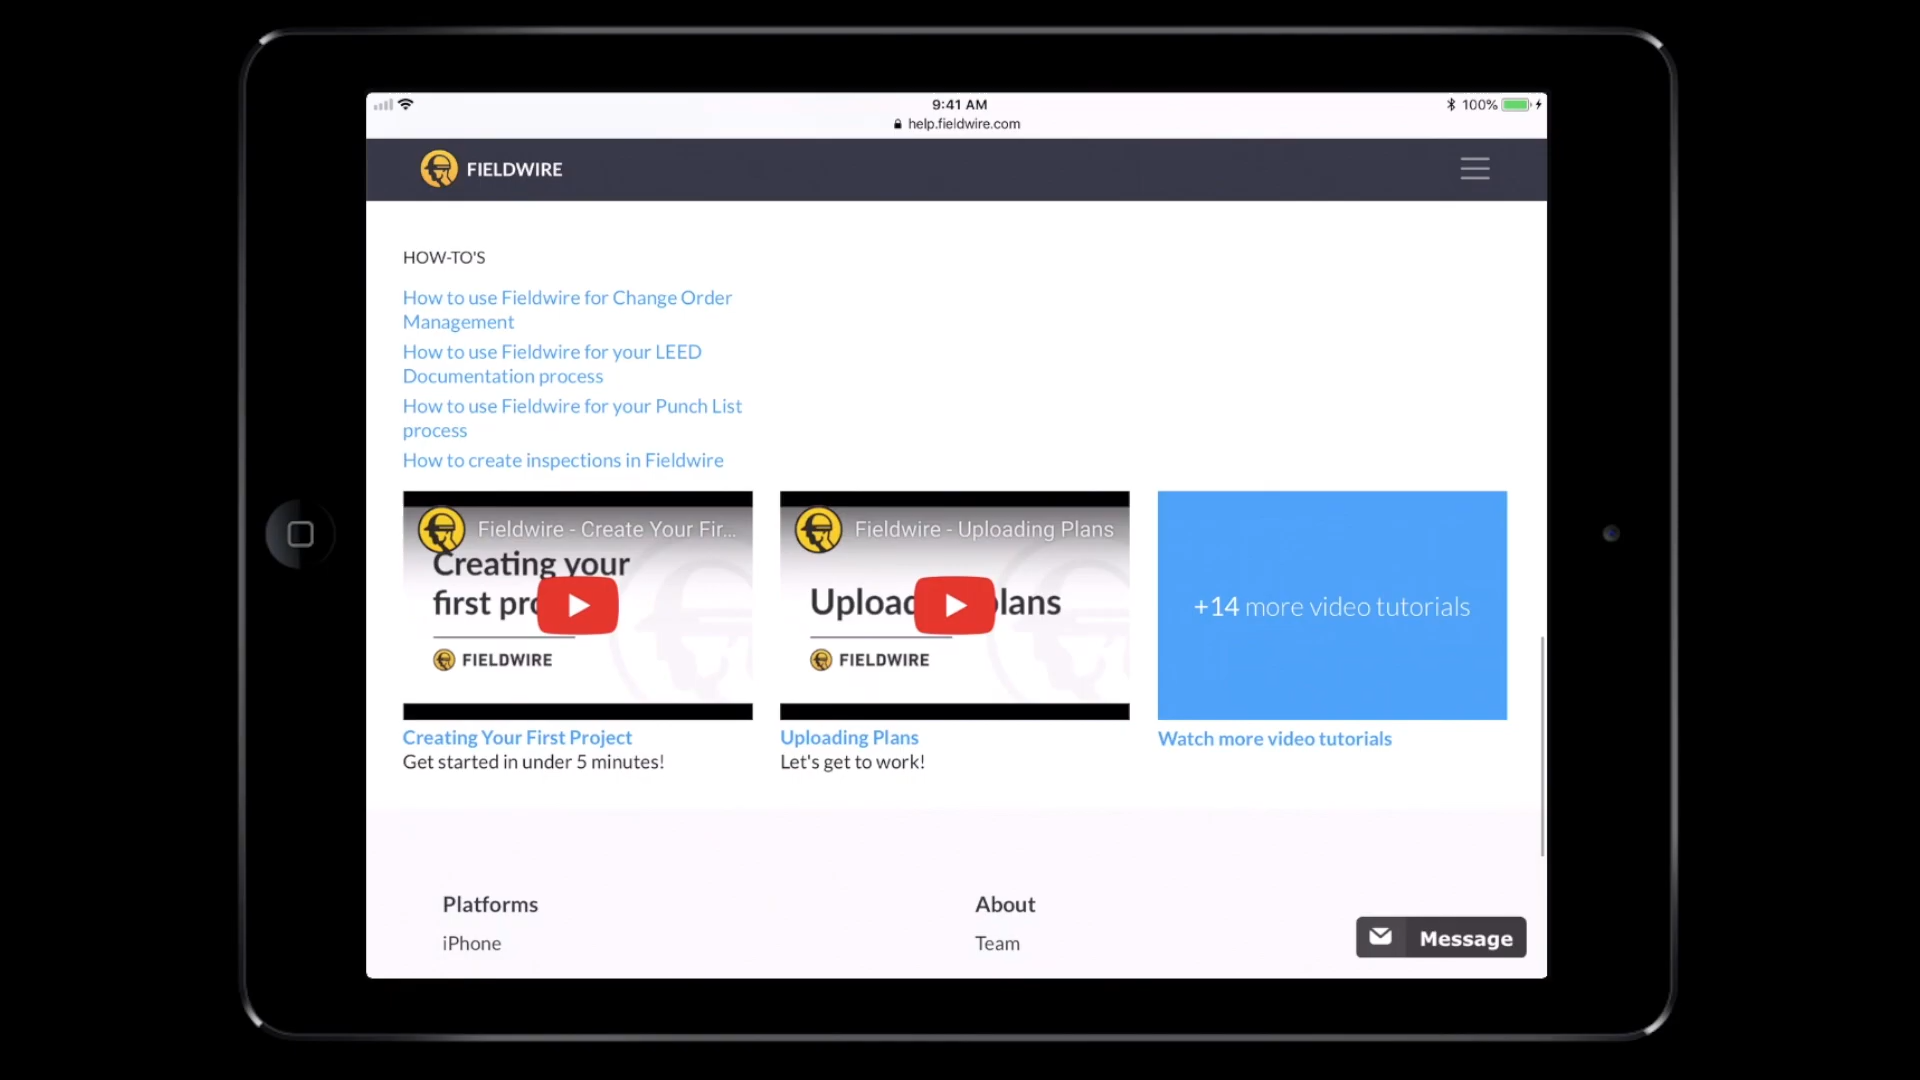 9:41 AM
100%
help.fieldwire.com
FIELDWIRE
HOW-TO'S
How to use Fieldwire for Change Order
Management
How to use Fieldwire for your LEED
Documentation process
How to use Fieldwire for your Punch List
process
How to create inspections in Fieldwire
Fieldwire - Create Your Fir...
Creating your
first pro
FIELDWIRE
Creating Your First Project
Get started in under 5 minutes!
Fieldwire - Uploading Plans
Uploa lans
FIELDWIRE
Uploading Plans
Let's get to work!
+14 more video tutorials
Watch more video tutorials
Platforms
iPhone
About
Team
Message